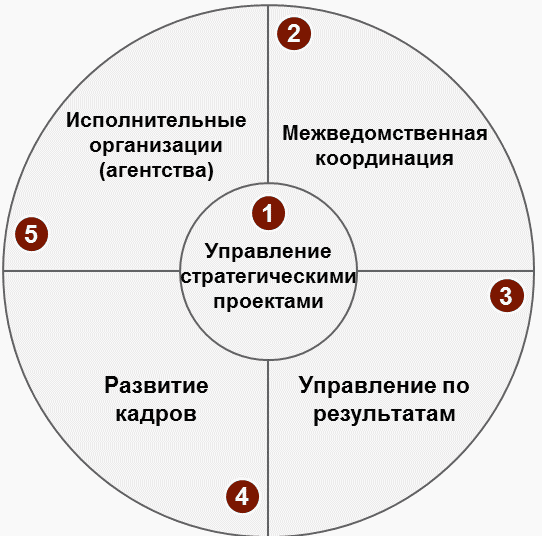 1
Управление
стратегическими
проектами
2
Межведомственная
координация
3
Управление по
результатам
4
Развитие
кадров
5
Исполнительные
организации
(агентства)